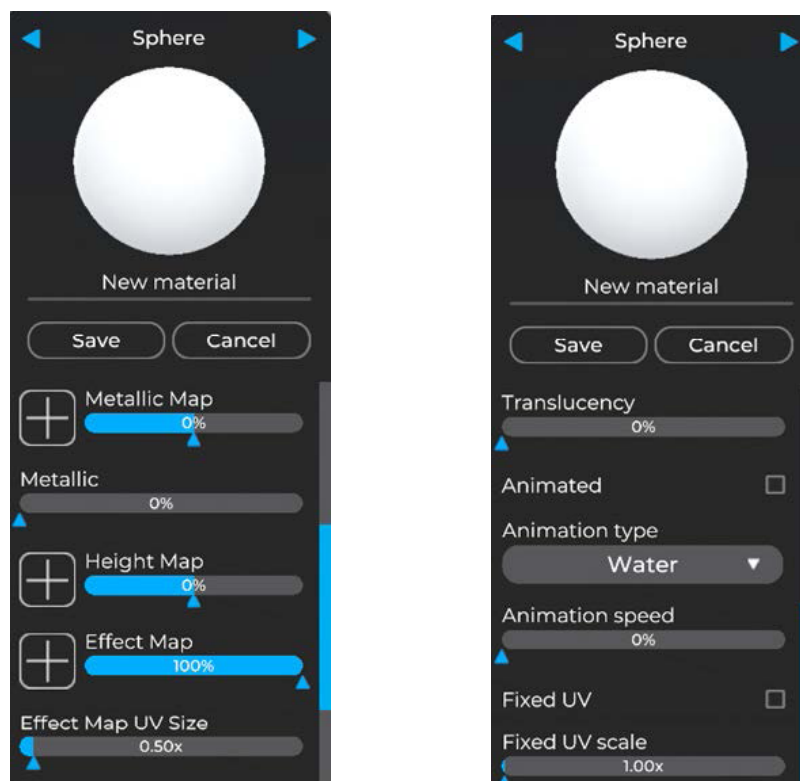 Sphere
New material
Save Cancel
Metallic Map
0%
Metallic
0%
Height Map
0%
Effect Map
100%
Effect Map UV Size
0.50x
Sphere
New material
Save Cancel
Translucency
0%
Animated
Animation type
Water
Animation speed
0%
Fixed UV
Fixed UV scale
1.00x